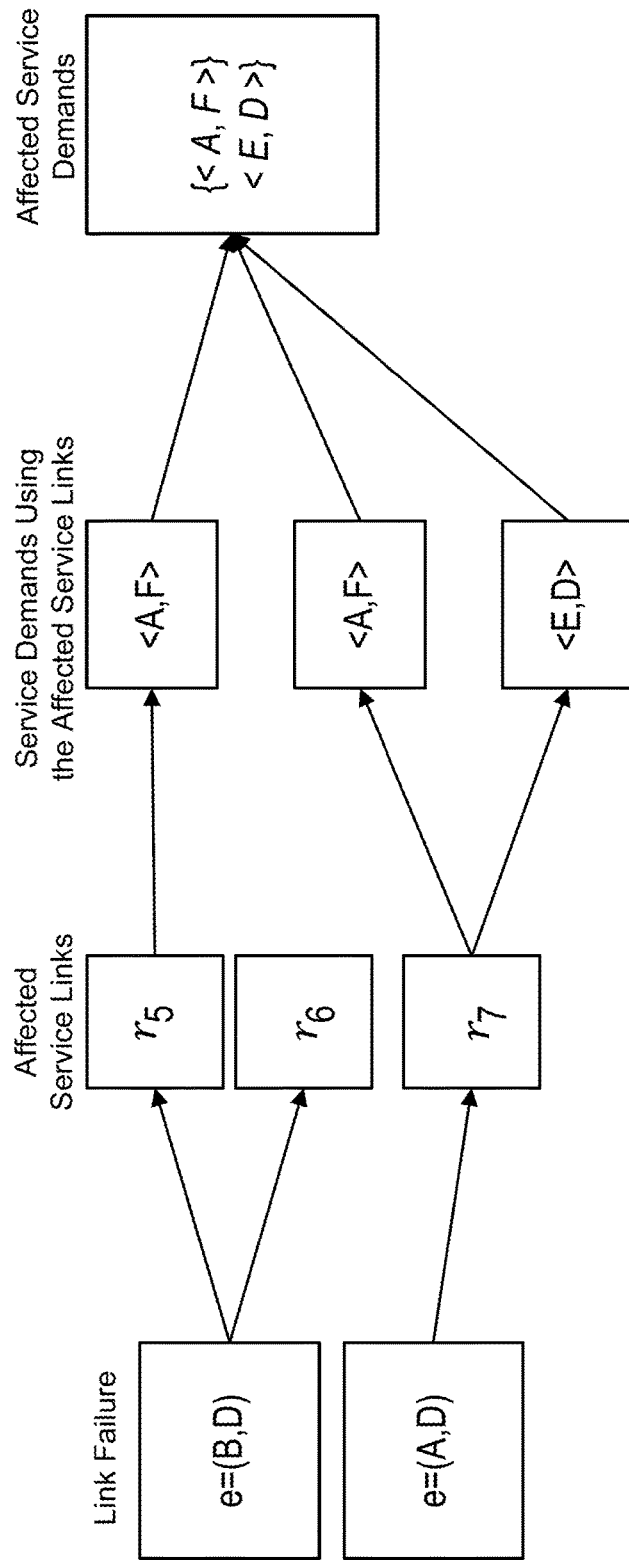 Link Failure
e=(B,D)
e=(A,D)
Affected
Service Links
r5
r6
r7
Service Demands Using
the Affected Service Links
<A,F>
<A,F>
<E,D>
Affected Service
Demands
{< A, F >}
< E, D >}